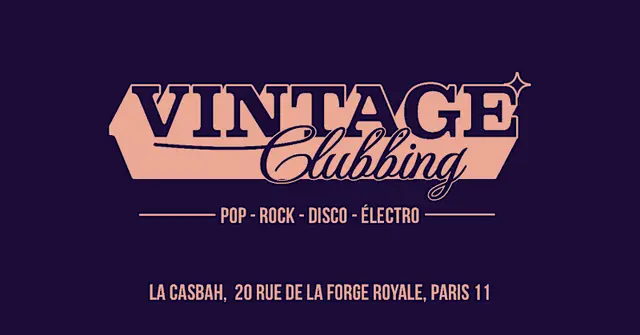 VINTAGE
Clubbing
POP - ROCK - DISCO - ÉLECTRO
LA CASBAH, 20 RUE DE LA FORGE ROYALE, PARIS 11